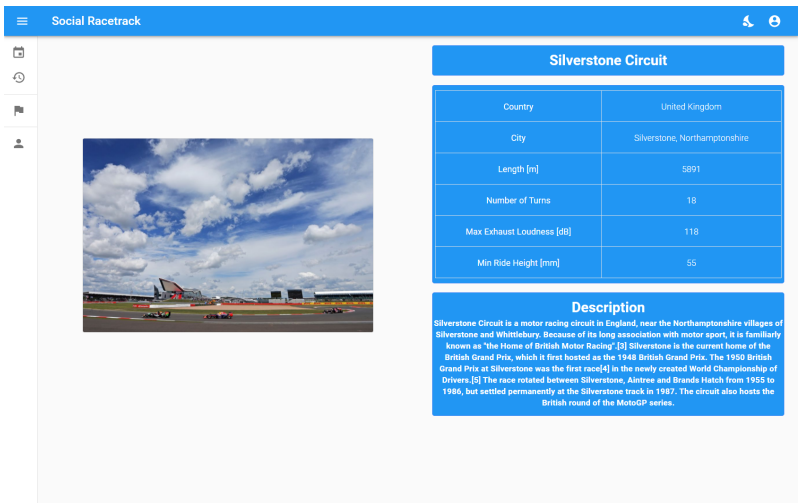 Social Racetrack
Silverstone Circuit
Country United Kingdom
City Silverstone, Northamptonshire
Length [m] 5891
Number of Turns 18
Max Exhaust Loudness [dB] 118
Min Ride Height [mm] 55
Description
Silverstone Circuit is a motor racing circuit in England, near the Northamptonshire villages of
Silverstone and Whittlebury. Because of its long association with motor sport, it is familiarly
known as "the Home of British Motor Racing".[3] Silverstone is the current home of the
British Grand Prix, which it first hosted as the 1948 British Grand Prix. The 1950 British
Grand Prix at Silverstone was the first race[4] in the newly created World Championship of
Drivers.[5] The race rotated between Silverstone, Aintree and Brands Hatch from 1955 to
1986, but settled permanently at the Silverstone track in 1987. The circuit also hosts the
British round of the MotoGP series.